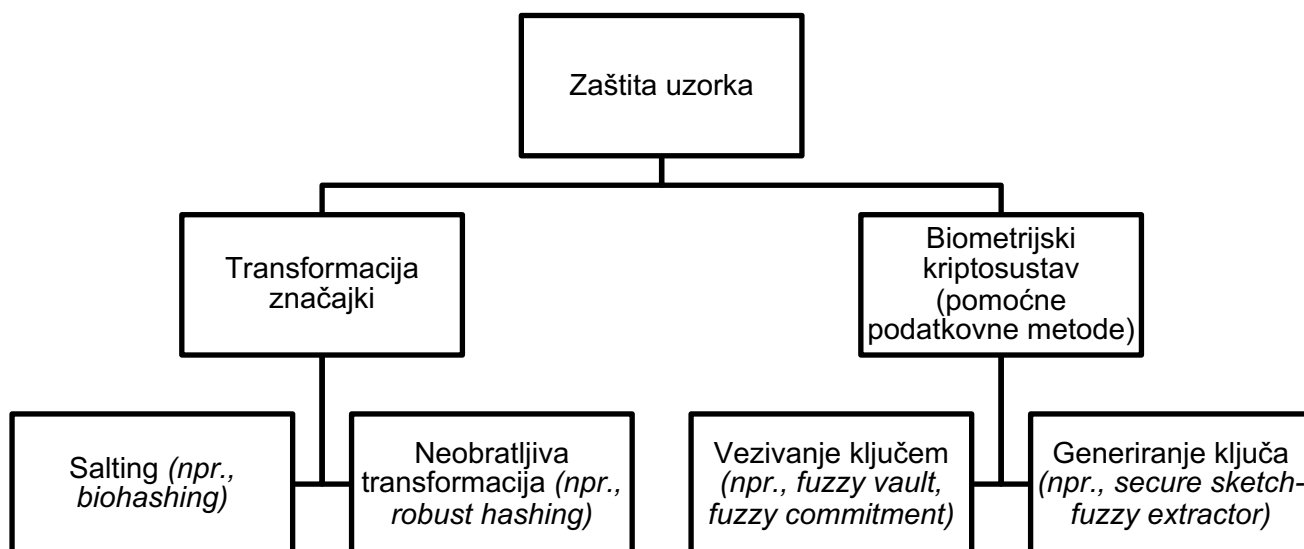 Zaštita uzorka
Transformacija
značajki
Biometrijski
kriptosustav
(pomoćne
podatkovne metode)
Salting (npr.,
biohashing)
Neobratljiva
transformacija (npr.,
robust hashing)
Vezivanje ključem
(npr., fuzzy vault,
fuzzy commitment)
Generiranje ključa
(npr., secure sketch-
fuzzy extractor)